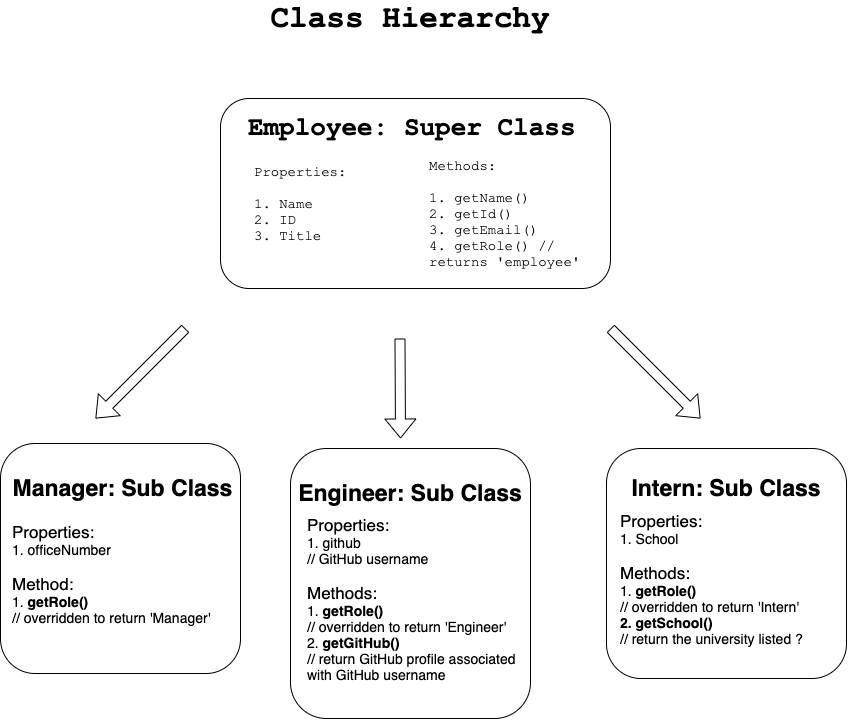 Class Hierarchy
Employee: Super Class
Properties:
1. Name
2. ID
3. Title
Methods:
1. getName()
2. getId()
3. getEmail()
4. getRole() //
returns 'employee'
Manager: Sub Class
Properties:
1. officeNumber
Method:
1. getRole()
// overridden to return 'Manager'
Engineer: Sub Class
Properties:
1. github
// GitHub username
Methods:
1. getRole()
// overridden to return 'Engineer'
2. getGitHub()
// return GitHub profile associated
with GitHub username
Intern: Sub Class
Properties:
1. School
Methods:
1. getRole()
// overridden to return 'Intern'
2. getSchool()
// return the university listed ?